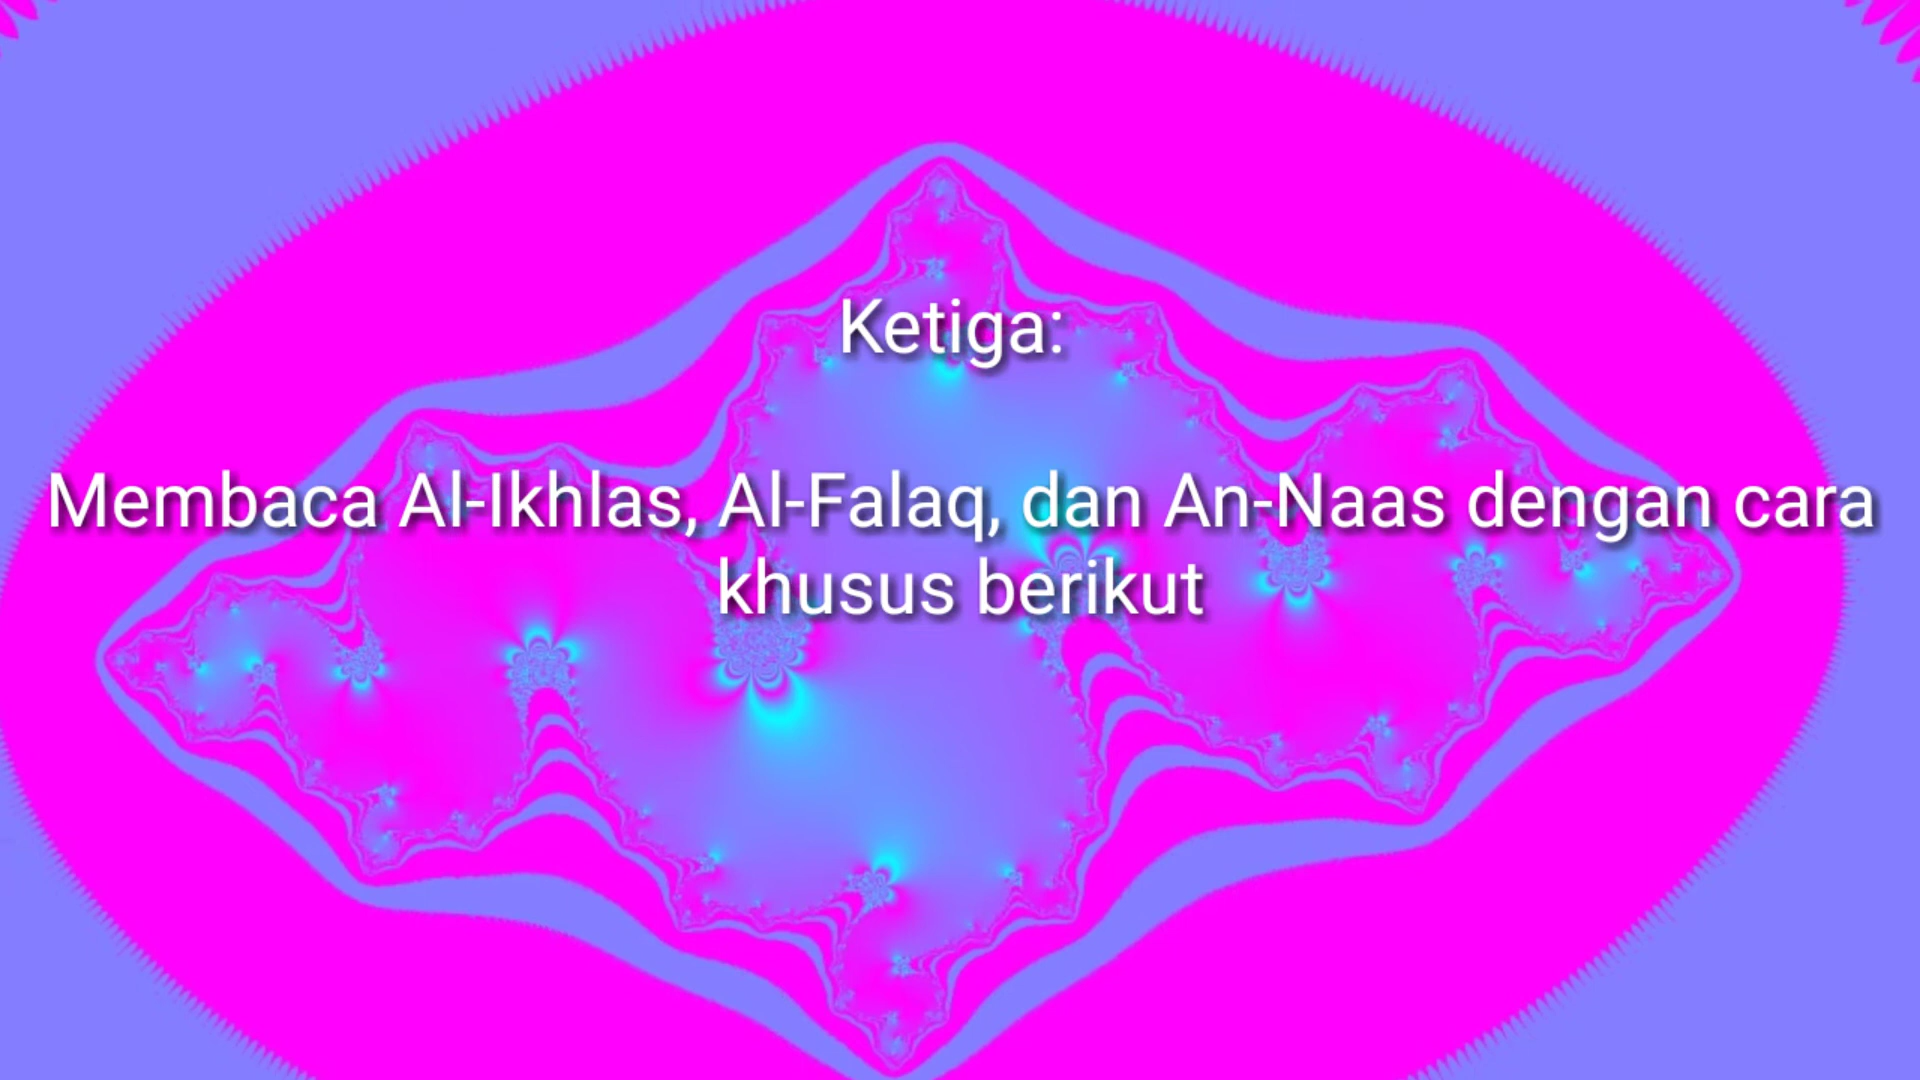 Ketiga:
Membaca Al-Ikhlas, Al-Falaq, dan An-Naas dengan cara
khusus berikut